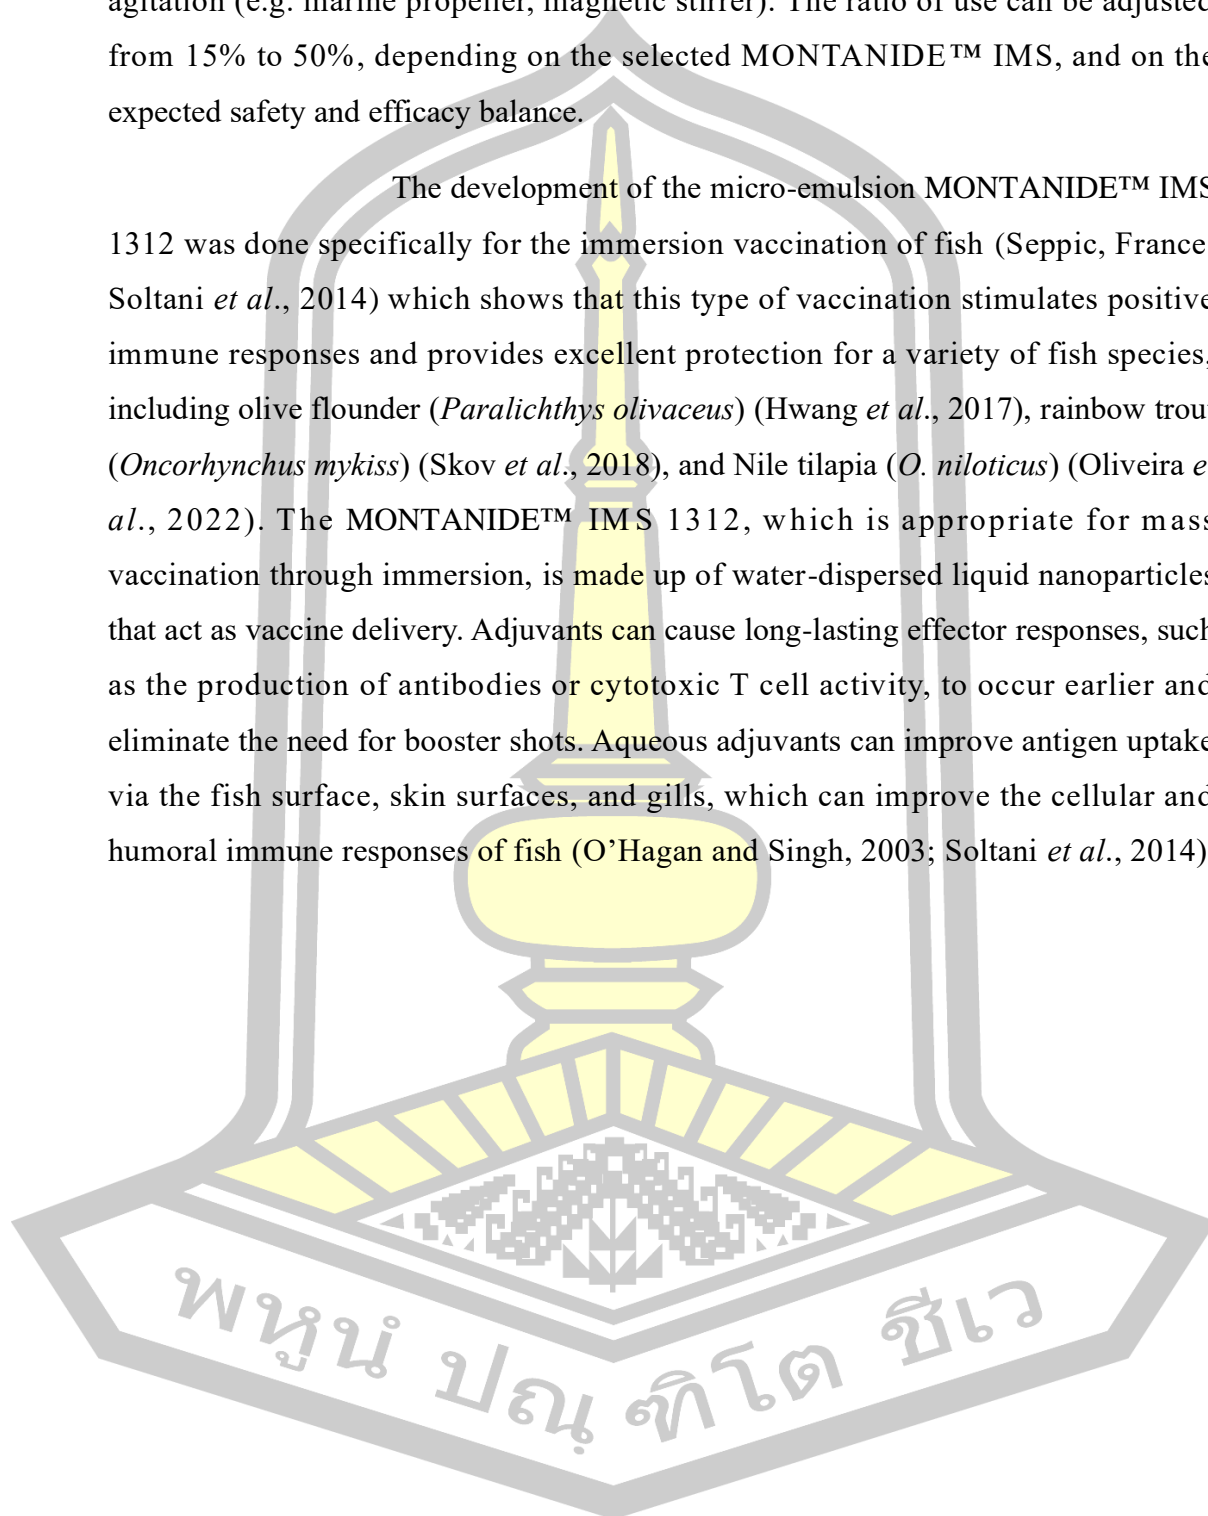 agitation (e.g. marine propeller, magnetic stirrer). The ratio of use can be adjusted
from 15% to 50%, depending on the selected MONTANIDE™ IMS, and on the
expected safety and efficacy balance.
The development of the micro-emulsion MONTANIDE™ IMS
1312 was done specifically for the immersion vaccination of fish (Seppic, France
Soltani et al., 2014) which shows that this type of vaccination stimulates positive
immune responses and provides excellent protection for a variety of fish species,
including olive flounder (Paralichthys olivaceus) (Hwang et al., 2017), rainbow trout
(Oncorhynchus mykiss) (Skov et al., 2018), and Nile tilapia (O. niloticus) (Oliveira e
al., 2022). The MONTANIDE™ IMS 1312, which is appropriate for mass
vaccination through immersion, is made up of water-dispersed liquid nanoparticles
that act as vaccine delivery. Adjuvants can cause long-lasting effector responses, such
as the production of antibodies or cytotoxic T cell activity, to occur earlier and
eliminate the need for booster shots. Aqueous adjuvants can improve antigen uptake
via the fish surface, skin surfaces, and gills, which can improve the cellular and
humoral immune responses of fish (O’Hagan and Singh, 2003; Soltani et al., 2014)
พหูนํ ปณฺฑิโต ชีเว